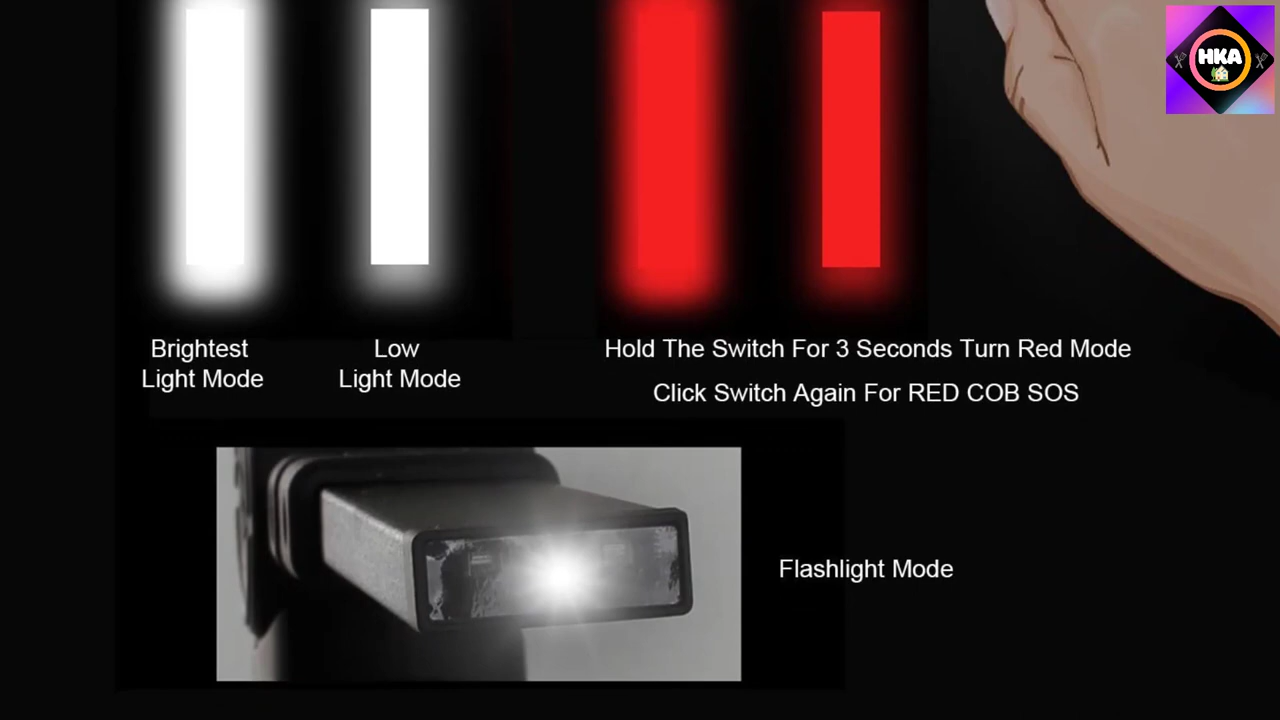 HKA
Brightest
Light Mode
Low
Light Mode
Hold The Switch For 3 Seconds Turn Red Mode
Click Switch Again For RED COB SOS
Flashlight Mode